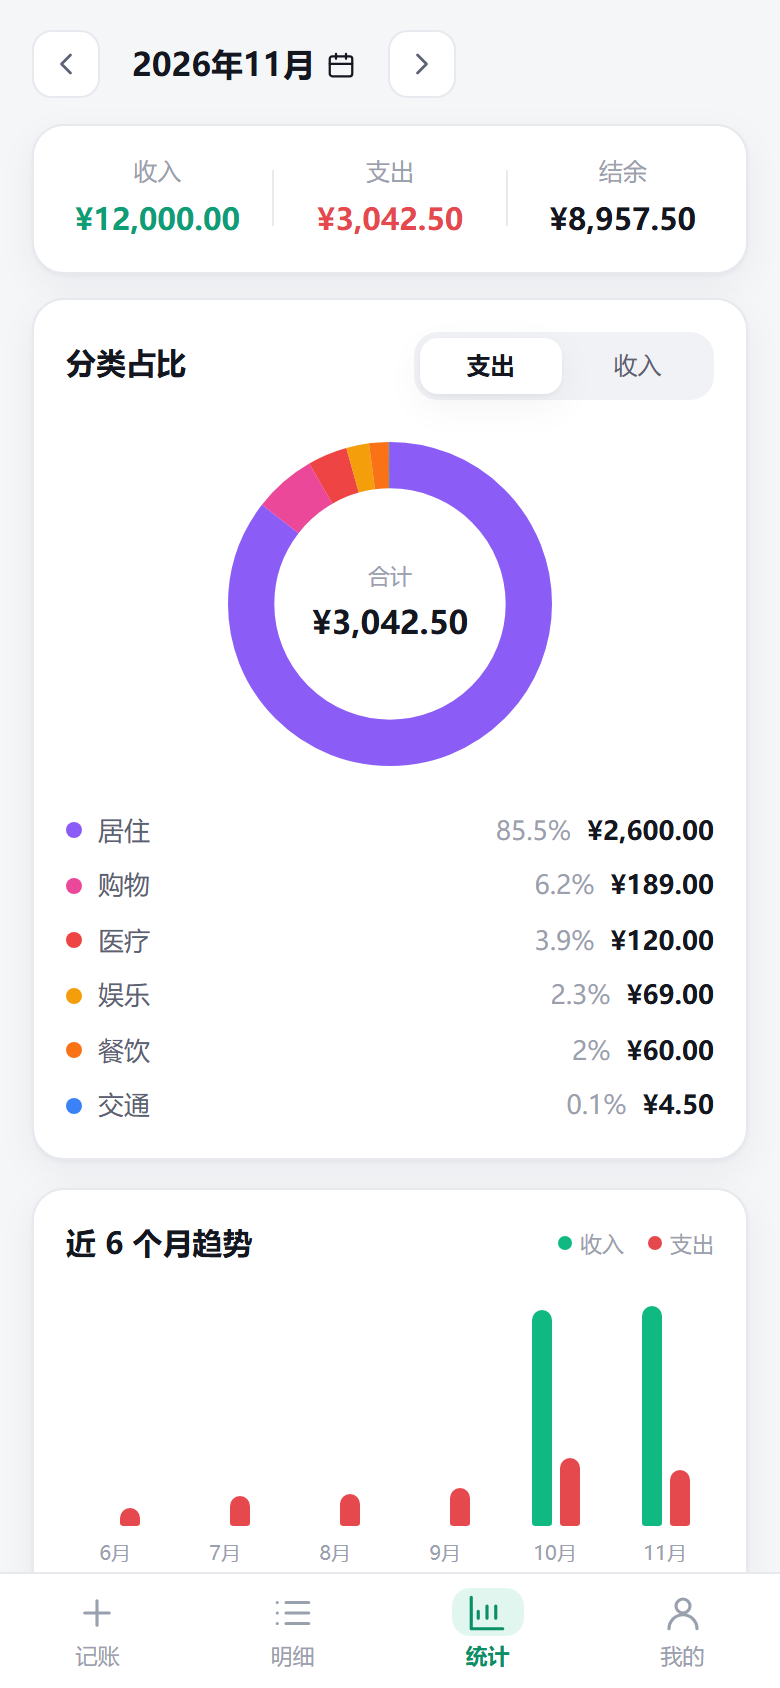 2026年11月
收入 支出 结余
¥12,000.00 ¥3,042.50 ¥8,957.50
分类占比 支出 收入
合计
¥3,042.50
居住 85.5% ¥2,600.00
购物 6.2% ¥189.00
医疗 3.9% ¥120.00
娱乐 2.3% ¥69.00
餐饮 2% ¥60.00
交通 0.1% ¥4.50
近 6 个月趋势 收入 支出
6月 7月 8月 9月 10月 11月
记账 明细 统计 我的